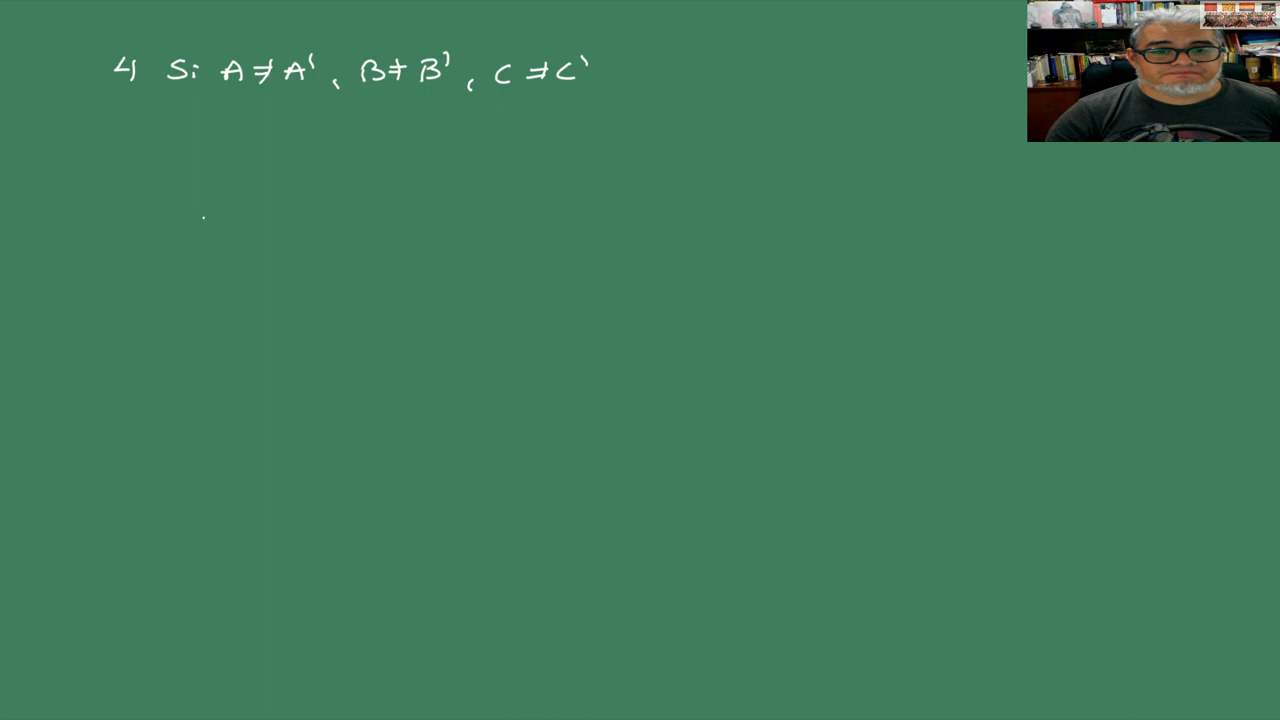 4 Si A ≠ A' , B ≠ B' , C ≠ C'